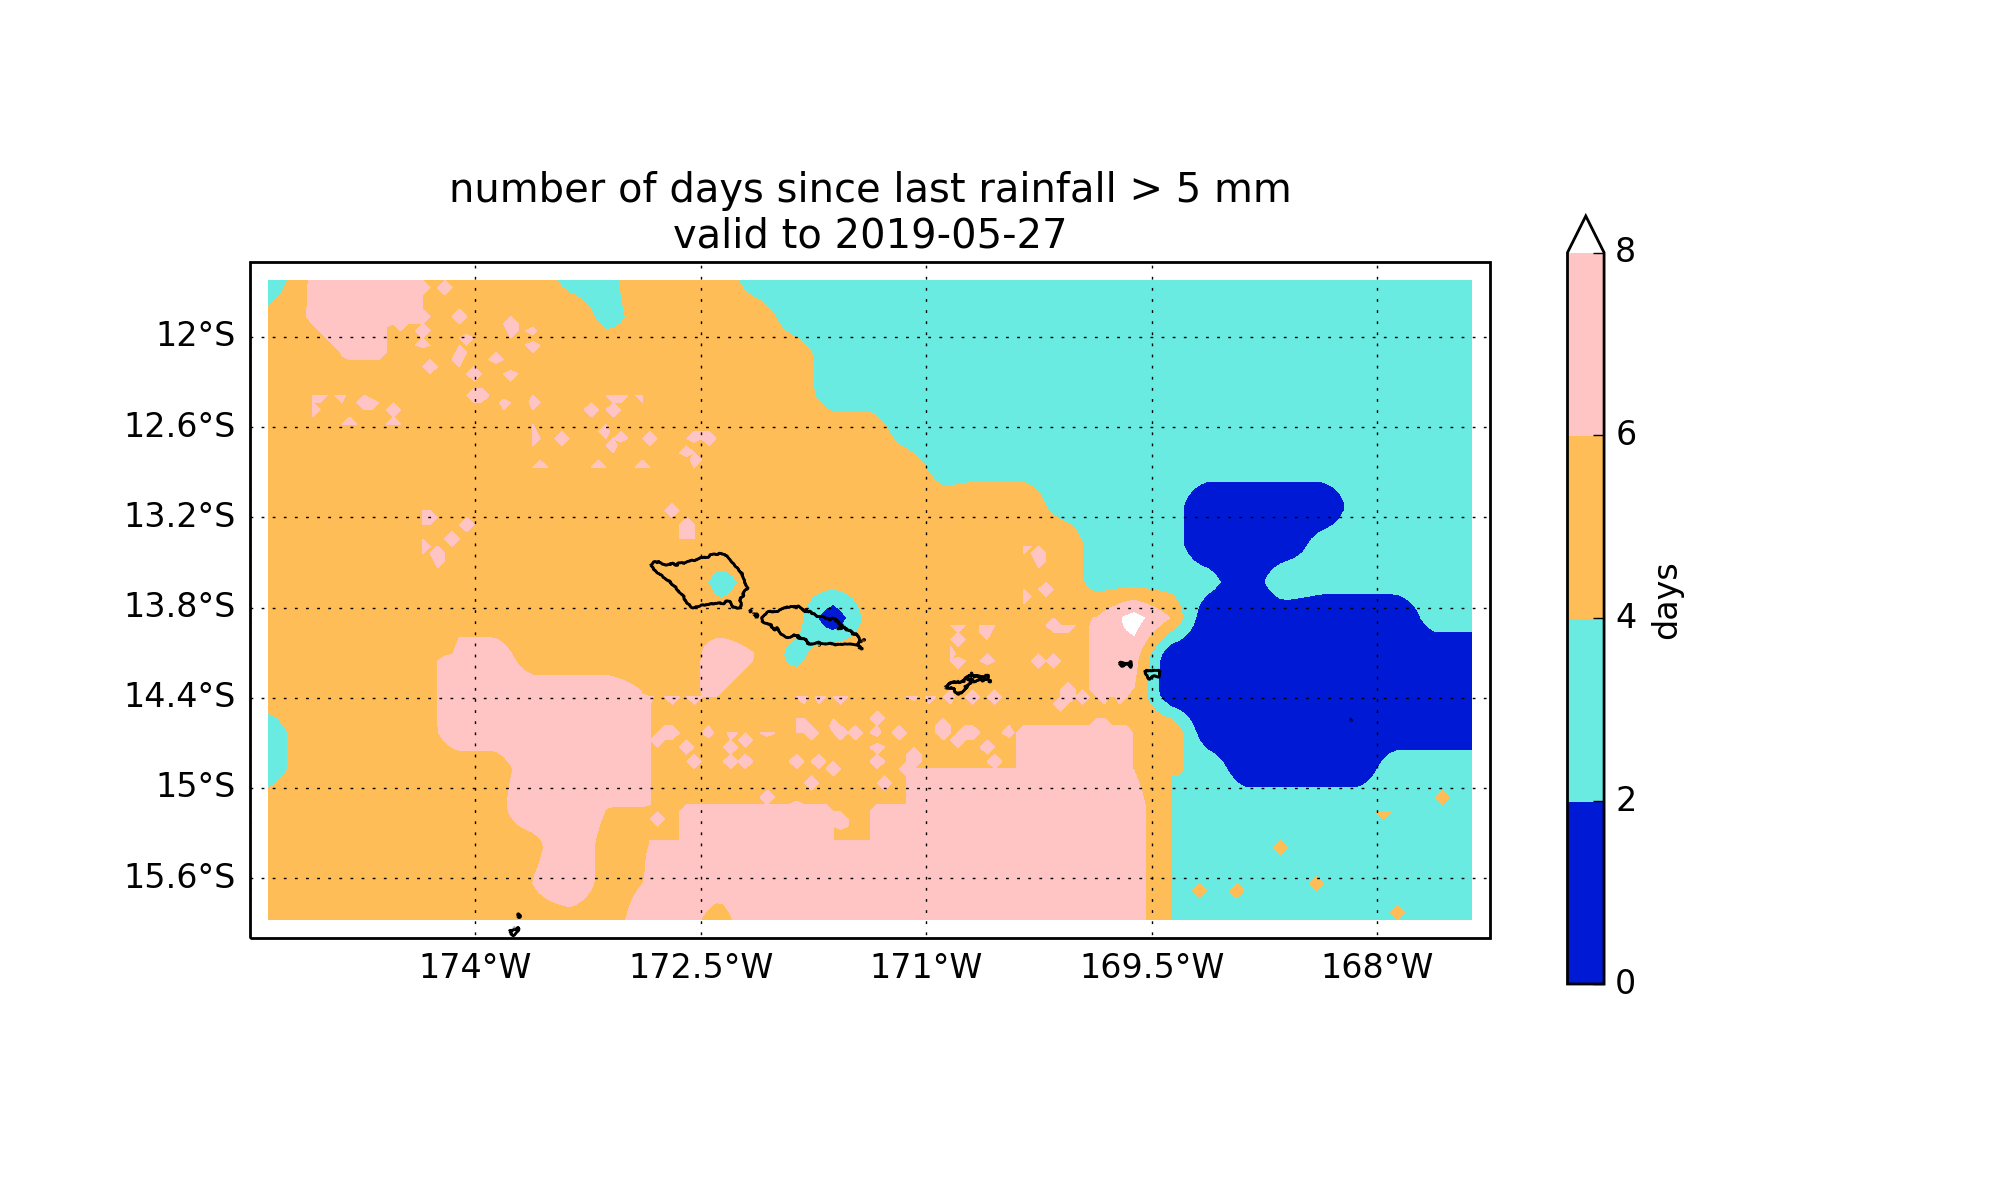 number of days since last rainfall > 5 mm
valid to 2019-05-27
12°S
12.6°S
13.2°S
13.8°S
14.4°S
15°S
15.6°S
174°W 172.5°W 171°W 169.5°W 168°W
8
6
4
2
0
days